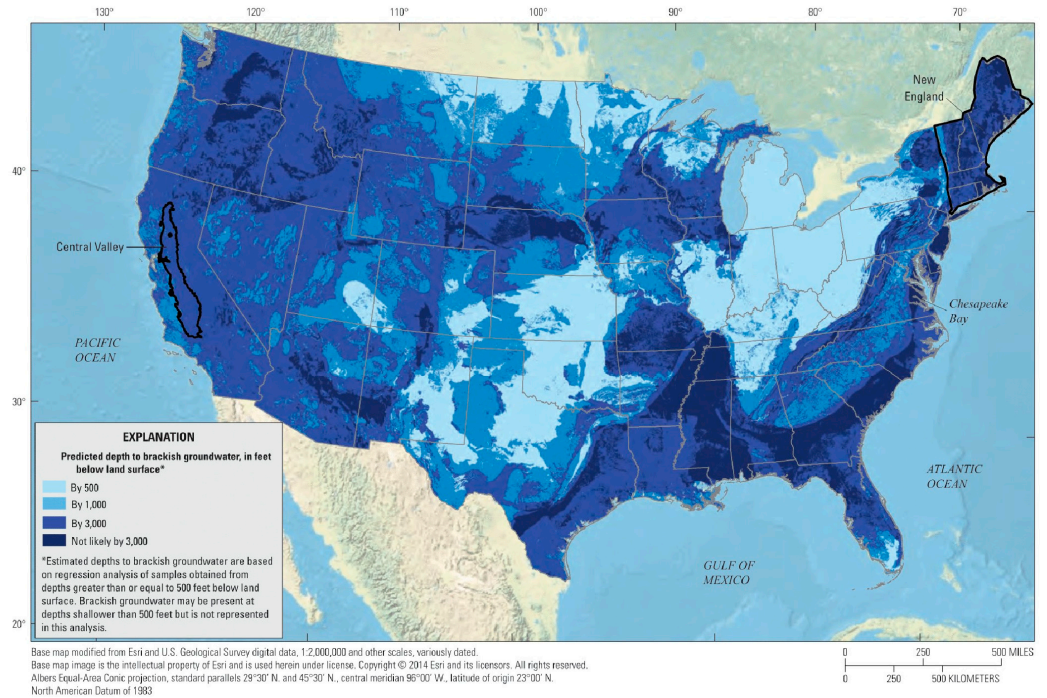 130°
120°
110°
100°
90°
80°
70°
New
England
40°
Central Valley
Chesapeake
Bay
PACIFIC
OCEAN
30°
EXPLANATION
Predicted depth to brackish groundwater, in feet
below land surface*
By 500
By 1,000
By 3,000
Not likely by 3,000
*Estimated depths to brackish groundwater are based
on regression analysis of samples obtained from
depths greater than or equal to 500 feet below land
surface. Brackish groundwater may be present at
depths shallower than 500 feet but is not represented
in this analysis.
ATLANTIC
OCEAN
GULF OF
MEXICO
20°
Base map modified from Esri and U.S. Geological Survey digital data, 1:2,000,000 and other scales, variously dated.
Base map image is the intellectual property of Esri and is used herein under license. Copyright © 2014 Esri and its licensors. All rights reserved.
Albers Equal-Area Conic projection, standard parallels 29°30' N. and 45°30' N., central meridian 96°00' W., latitude of origin 23°00' N.
North American Datum of 1983
0 250 500 MILES
0 250 500 KILOMETERS